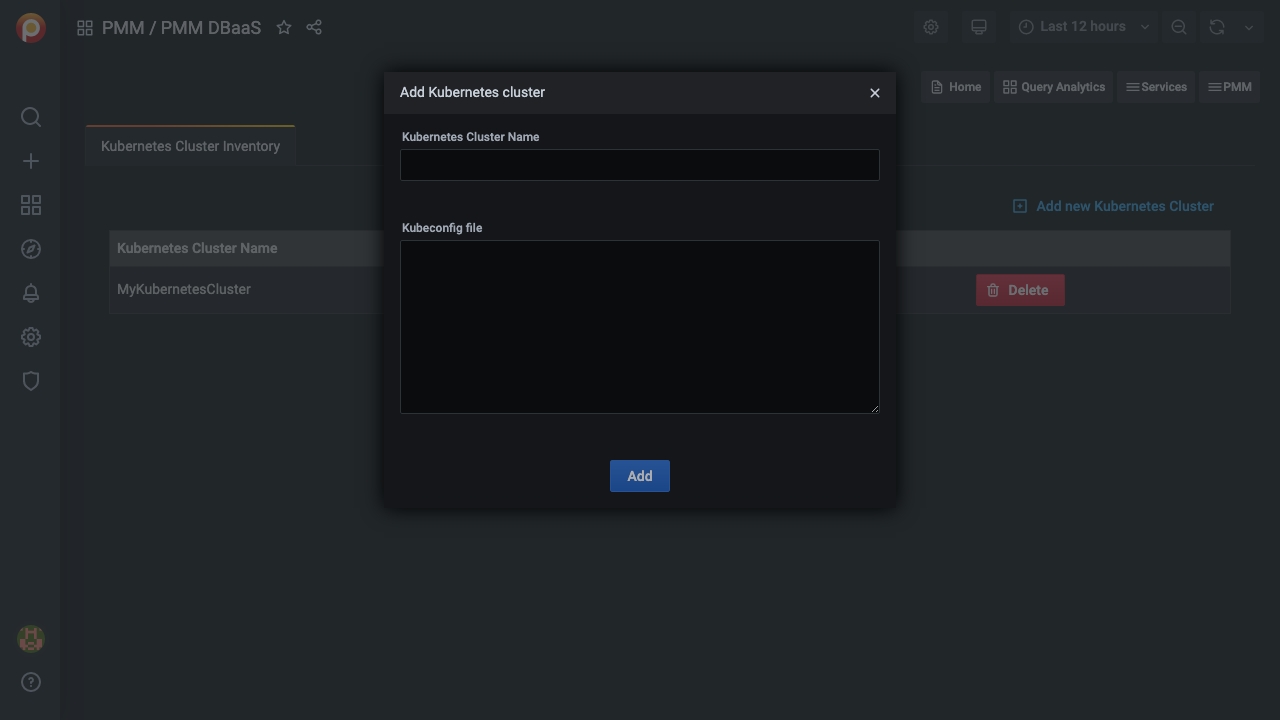 PMM / PMM DBaaS
Last 12 hours
Home
Query Analytics
Services
PMM
Add Kubernetes cluster
Kubernetes Cluster Name
Kubeconfig file
Add
Kubernetes Cluster Inventory
Add new Kubernetes Cluster
Kubernetes Cluster Name
MyKubernetesCluster
Delete